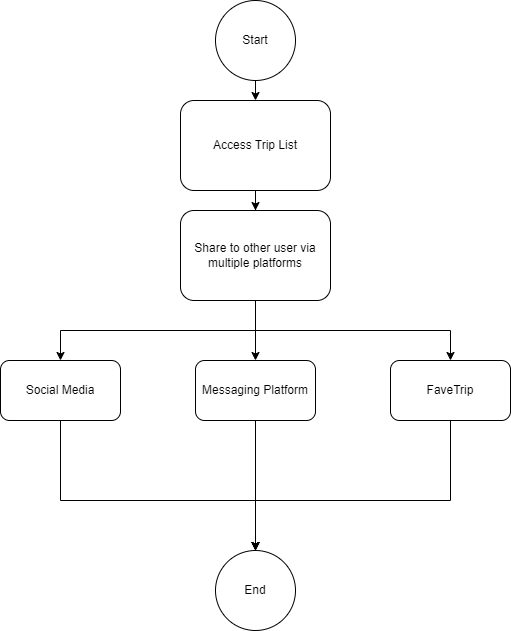 Start
Access Trip List
Share to other user via
multiple platforms
Social Media
Messaging Platform
FaveTrip
End